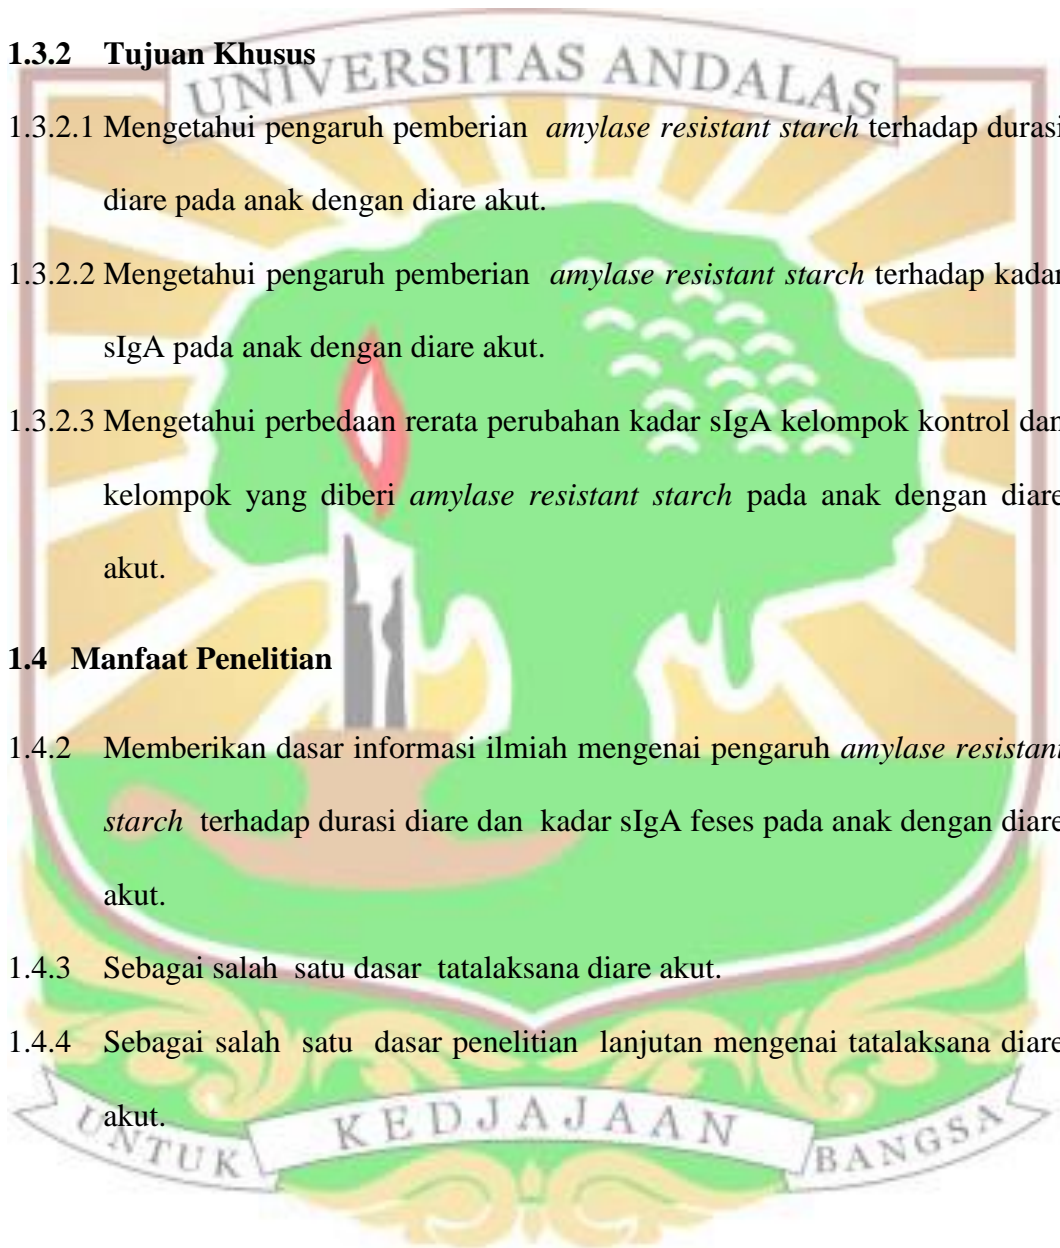 1.3.2 Tujuan Khusus
UNIVERSITAS ANDALAS
1.3.2.1 Mengetahui pengaruh pemberian amylase resistant starch terhadap durasi
diare pada anak dengan diare akut.
1.3.2.2 Mengetahui pengaruh pemberian amylase resistant starch terhadap kadar
sIgA pada anak dengan diare akut.
1.3.2.3 Mengetahui perbedaan rerata perubahan kadar sIgA kelompok kontrol dan
kelompok yang diberi amylase resistant starch pada anak dengan diare
akut.
1.4 Manfaat Penelitian
1.4.2 Memberikan dasar informasi ilmiah mengenai pengaruh amylase resistant
starch terhadap durasi diare dan kadar sIgA feses pada anak dengan diare
akut.
1.4.3 Sebagai salah satu dasar tatalaksana diare akut.
1.4.4 Sebagai salah satu dasar penelitian lanjutan mengenai tatalaksana diare
akut.
UNTUK KEDJAJAAN BANGSA